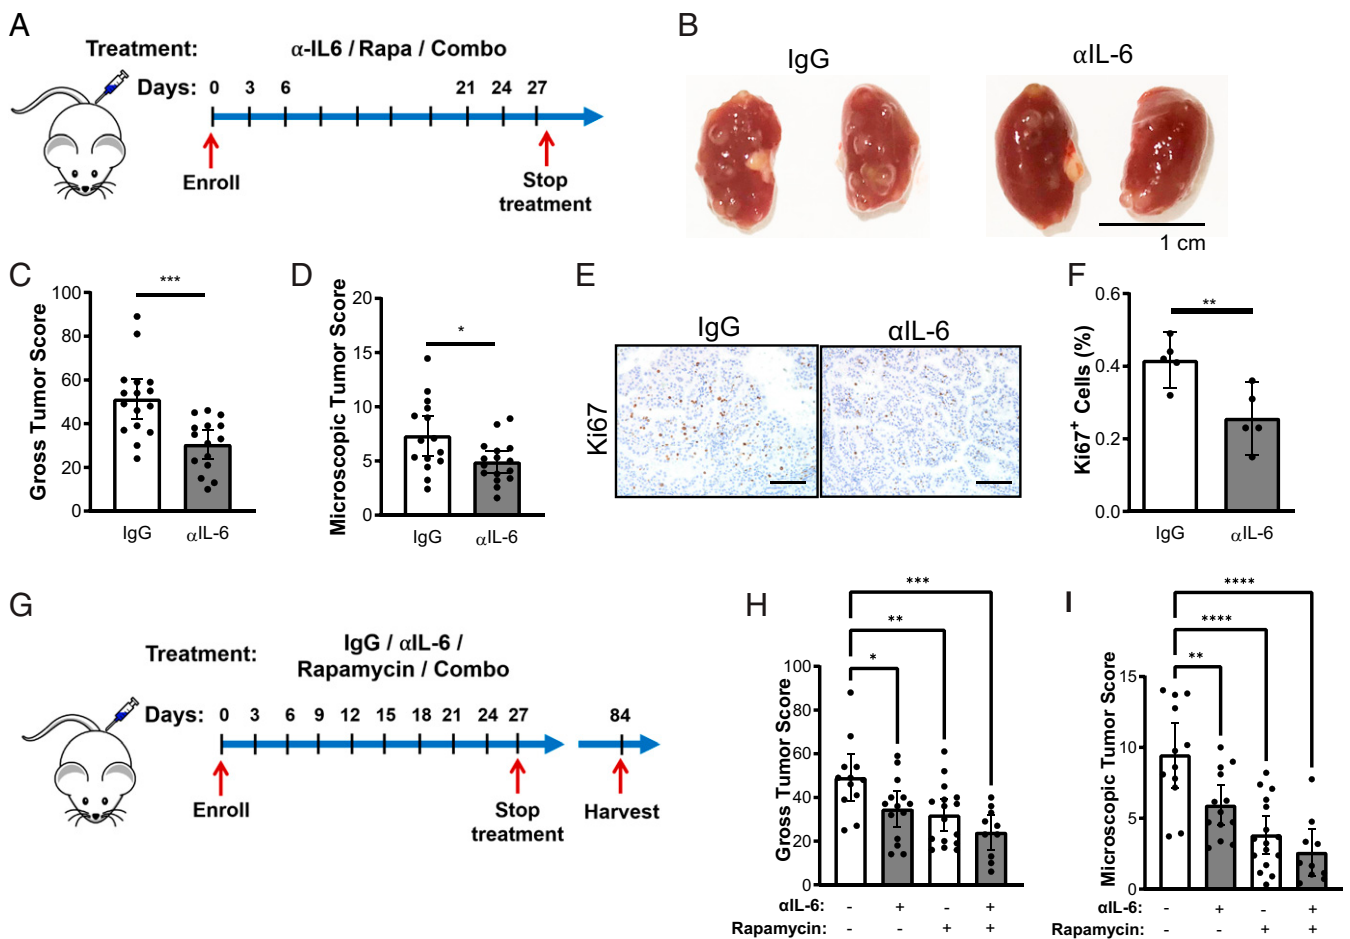 A
Treatment: α-IL6 / Rapa / Combo
Days: 0 3 6 21 24 27
Enroll
Stop
treatment
B
IgG αIL-6
1 cm
C
***
Gross Tumor Score
100
80
60
40
20
0
IgG αIL-6
D
*
Microscopic Tumor Score
20
15
10
5
0
IgG αIL-6
E
IgG αIL-6
Ki67
F
**
Ki67+ Cells (%)
0.6
0.4
0.2
0.0
IgG αIL-6
G
Treatment: IgG / αIL-6 /
Rapamycin / Combo
Days: 0 3 6 9 12 15 18 21 24 27 84
Enroll
Stop
treatment
Harvest
H
***
**
*
Gross Tumor Score
100
80
60
40
20
0
αIL-6: - + - +
Rapamycin: - - + +
I
****
****
**
Microscopic Tumor Score
15
10
5
0
αIL-6: - + - +
Rapamycin: - - + +